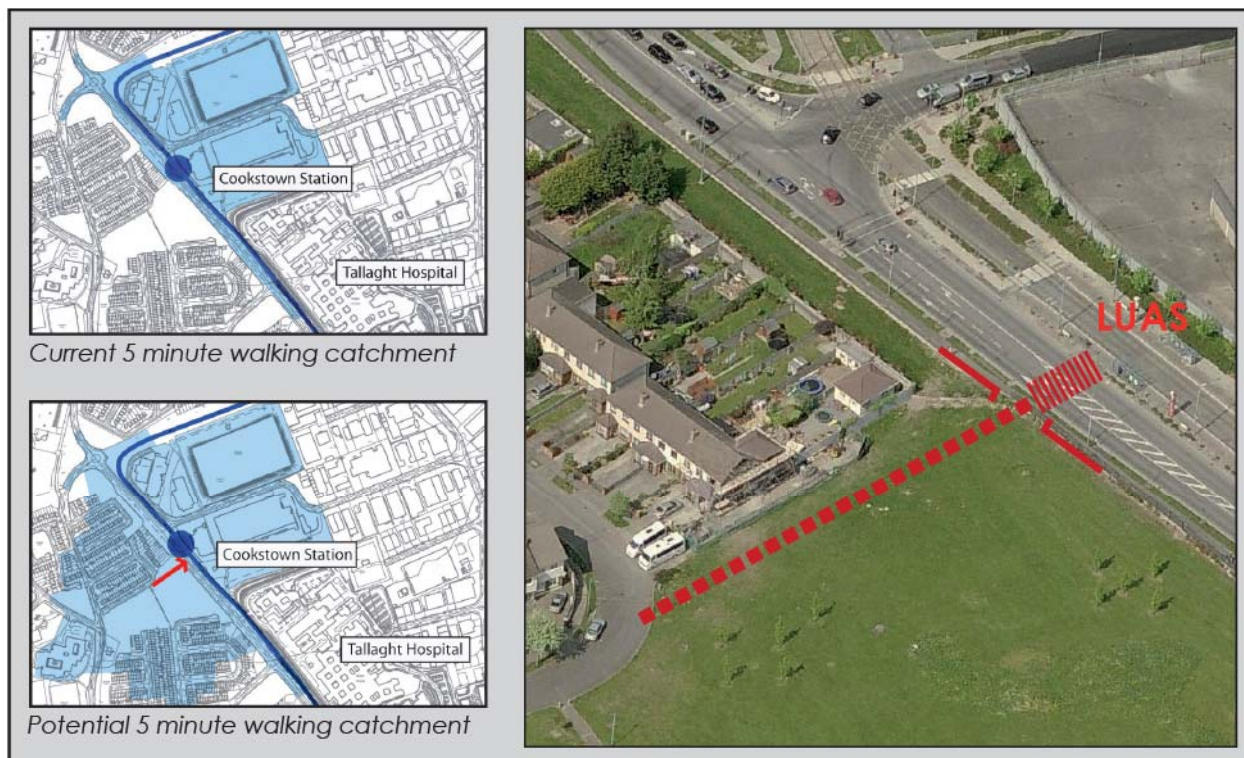 Cookstown Station
Tallaght Hospital
Current 5 minute walking catchment
Cookstown Station
Tallaght Hospital
Potential 5 minute walking catchment
LUAS